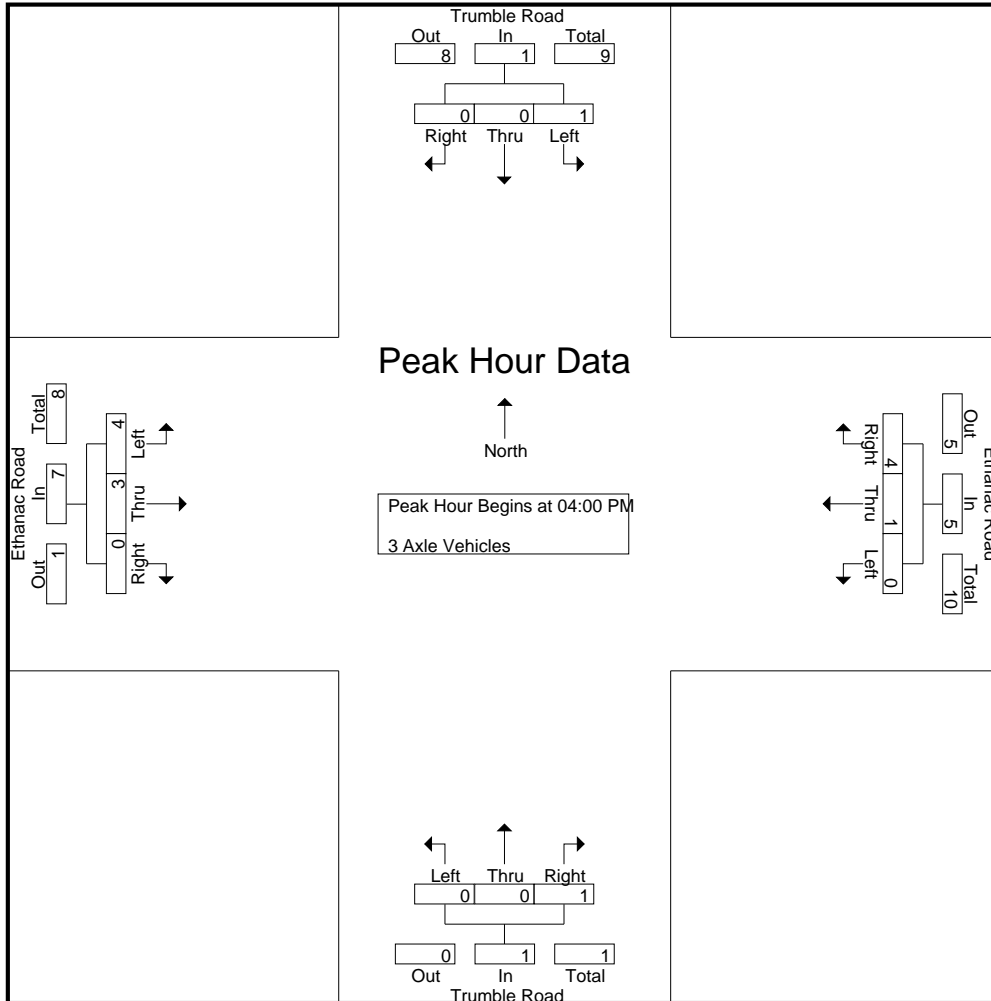 Trumble Road
Out In Total
8 1 9
0 0 1
Right Thru Left
Peak Hour Data
North
Peak Hour Begins at 04:00 PM
3 Axle Vehicles
Ethanac Road
Total In Out
8 7 1
4 3 0
Left Thru Right
Ethanac Road
Out In Total
5 5 10
4 1 0
Right Thru Left
Left Thru Right
0 0 1
0 1 1
Out In Total
Trumble Road